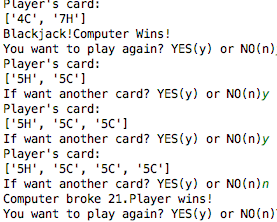 Player's card:
['4C', '7H']
Blackjack!Computer Wins!
You want to play again? YES(y) or NO(n)
Player's card:
['5H', '5C']
If want another card? YES(y) or NO(n)y
Player's card:
['5H', '5C', '5C']
If want another card? YES(y) or NO(n)y
Player's card:
['5H', '5C', '5C', '5C']
If want another card? YES(y) or NO(n)n
Computer broke 21.Player wins!
You want to play again? YES(y) or NO(n)